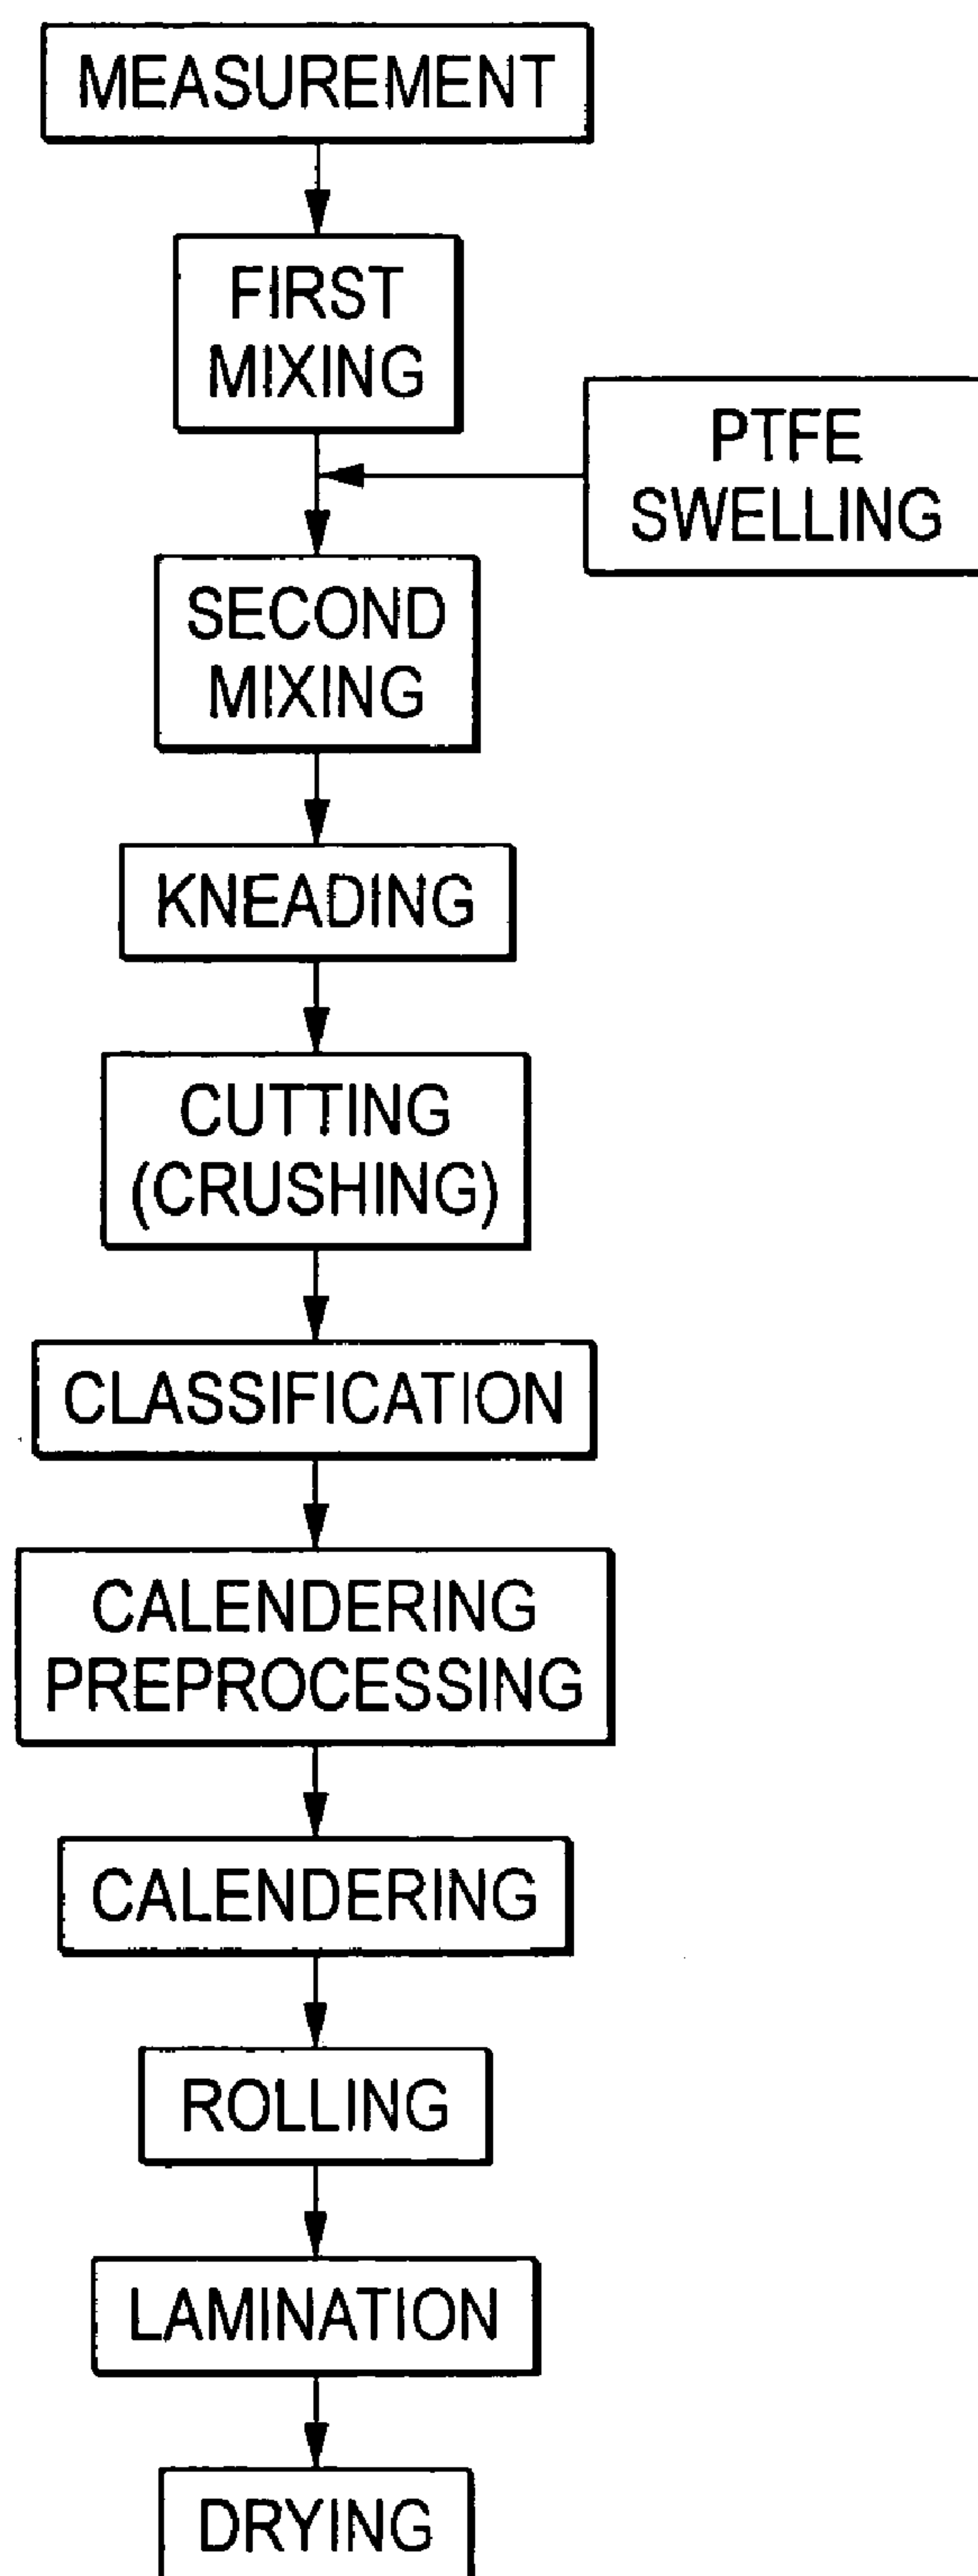 MEASUREMENT
FIRST
MIXING
PTFE
SWELLING
SECOND
MIXING
KNEADING
CUTTING
(CRUSHING)
CLASSIFICATION
CALENDERING
PREPROCESSING
CALENDERING
ROLLING
LAMINATION
DRYING